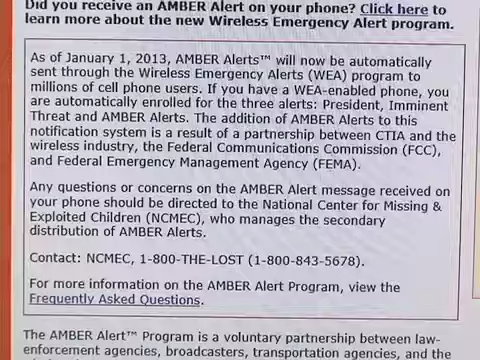 Did you receive an AMBER Alert on your phone? Click here to
learn more about the new Wireless Emergency Alert program.
As of January 1, 2013, AMBER Alerts™ will now be automatically
sent through the Wireless Emergency Alerts (WEA) program to
millions of cell phone users. If you have a WEA-enabled phone, you
are automatically enrolled for the three alerts: President, Imminent
Threat and AMBER Alerts. The addition of AMBER Alerts to this
notification system is a result of a partnership between CTIA and the
wireless industry, the Federal Communications Commission (FCC),
and Federal Emergency Management Agency (FEMA).
Any questions or concerns on the AMBER Alert message received on
your phone should be directed to the National Center for Missing &
Exploited Children (NCMEC), who manages the secondary
distribution of AMBER Alerts.
Contact: NCMEC, 1-800-THE-LOST (1-800-843-5678).
For more information on the AMBER Alert Program, view the
Frequently Asked Questions.
The AMBER Alert™ Program is a voluntary partnership between law-
enforcement agencies, broadcasters, transportation agencies, and the